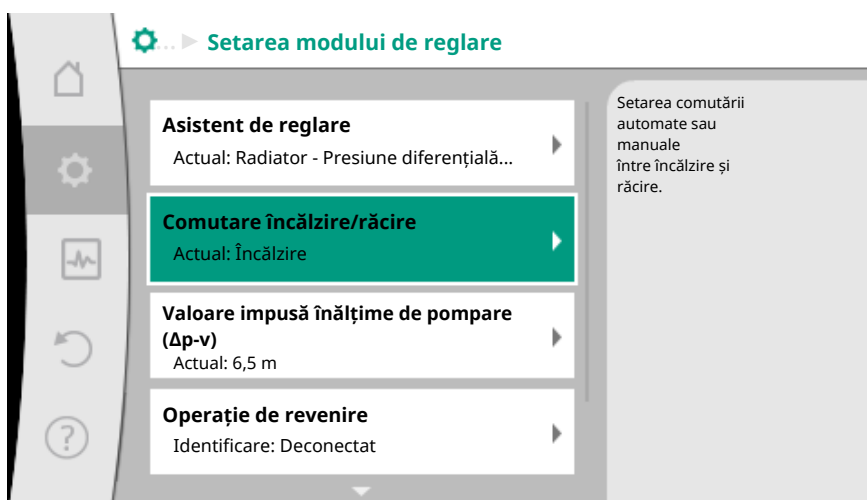 ... Setarea modului de reglare
Asistent de reglare
Actual: Radiator - Presiune diferențială...
Comutare încălzire/răcire
Actual: Încălzire
Valoare impusă înălțime de pompare
(Δp-v)
Actual: 6,5 m
Operație de revenire
Identificare: Deconectat
Setarea comutării
automate sau
manuale
între încălzire și
răcire.
?